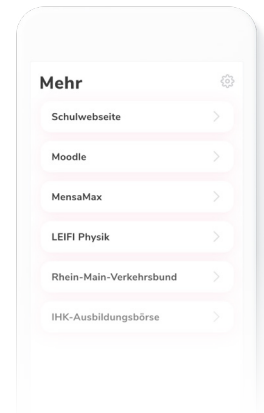 Mehr
Schulwebseite
Moodle
MensaMax
LEIFI Physik
Rhein-Main-Verkehrsbund
IHK-Ausbildungsbörse